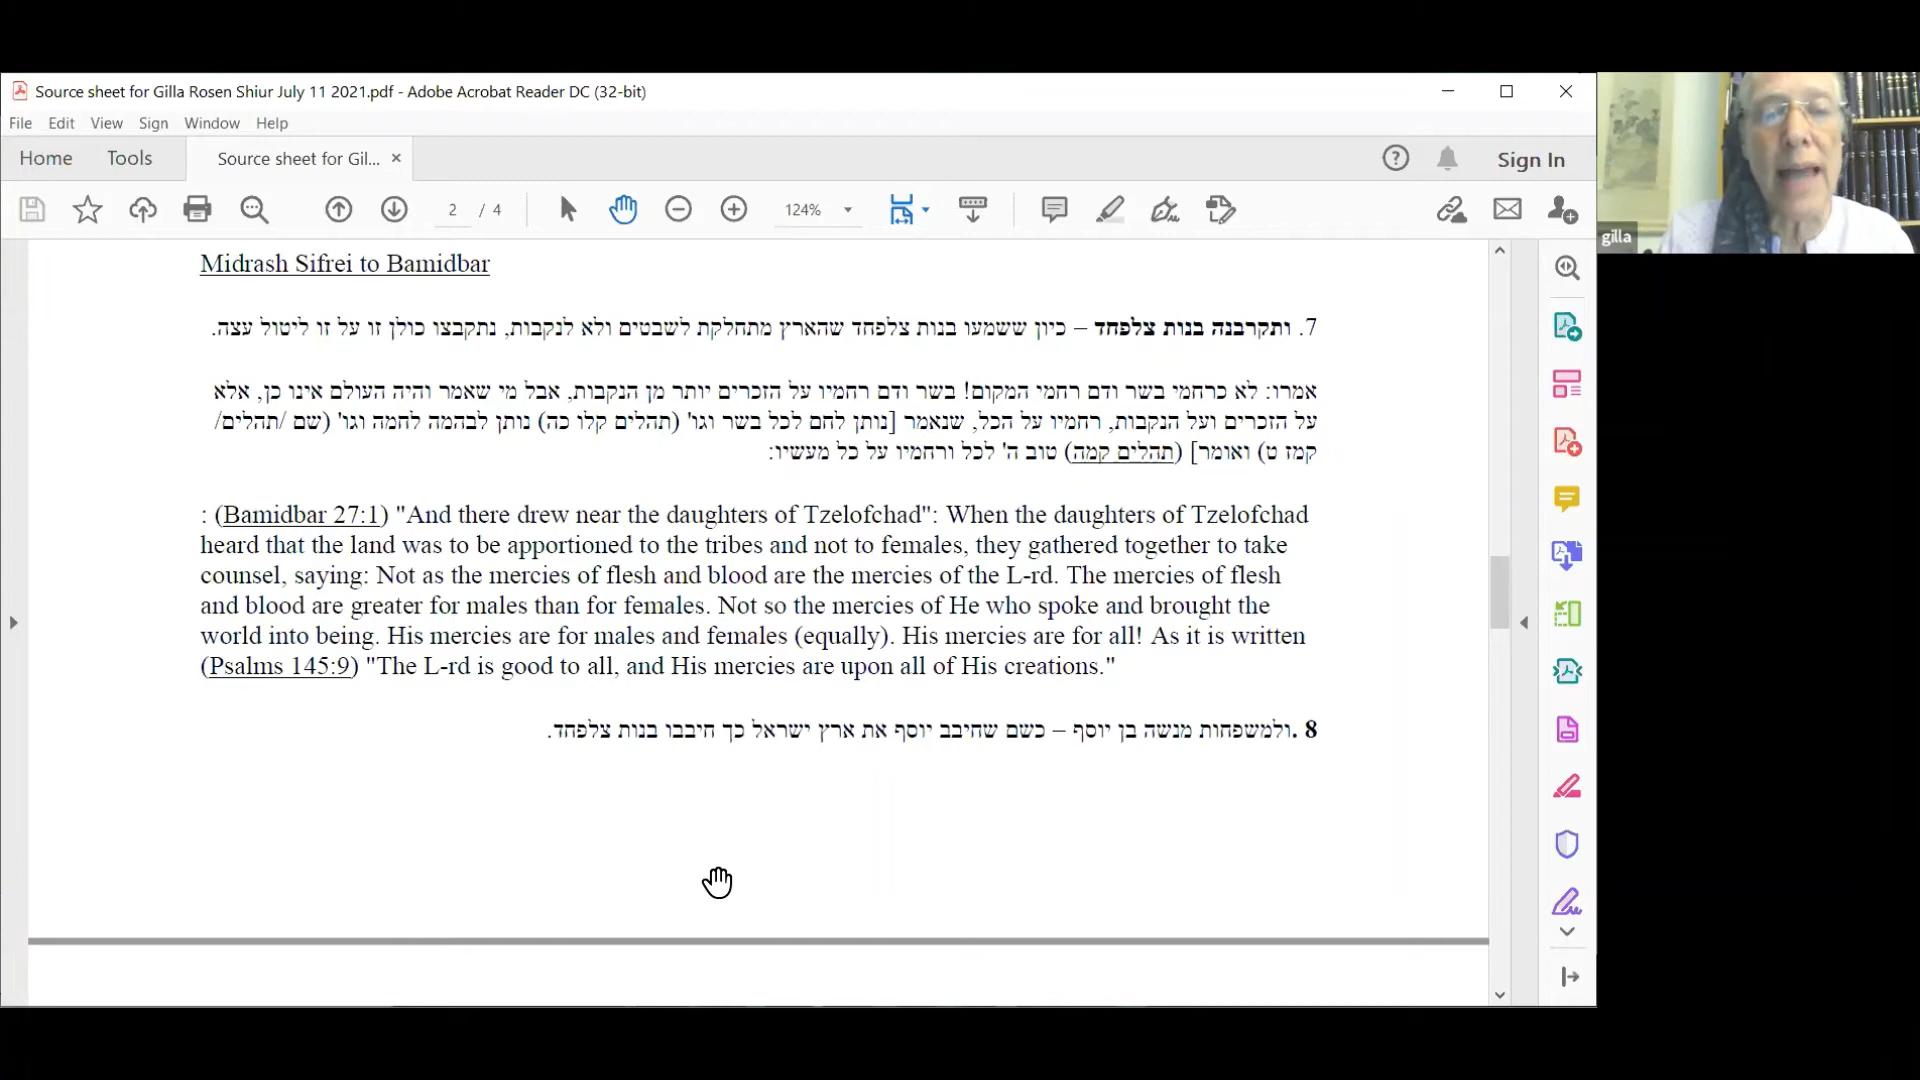 Source sheet for Gilla Rosen Shiur July 11 2021.pdf - Adobe Acrobat Reader DC (32-bit)
File Edit View Sign Window Help
Home Tools Source sheet for Gil... × Sign In
2 / 4 124%
gilla
Midrash Sifrei to Bamidbar
7. ותקרבנה בנות צלפחד – כיון ששמעו בנות צלפחד שהארץ מתחלקת לשבטים ולא לנקבות, נתקבצו כולן זו על זו ליטול עצה.
אמרו: לא כרחמי בשר ודם רחמי המקום! בשר ודם רחמיו על הזכרים יותר מן הנקבות, אבל מי שאמר והיה העולם אינו כן, אלא
על הזכרים ועל הנקבות, רחמיו על הכל, שנאמר [נותן לחם לכל בשר וגו' (תהלים קלו כה) נותן לבהמה לחמה וגו' (שם /תהלים/
קמז ט) ואומר] (תהלים קמה) טוב ה' לכל ורחמיו על כל מעשיו:
: (Bamidbar 27:1) "And there drew near the daughters of Tzelofchad": When the daughters of Tzelofchad
heard that the land was to be apportioned to the tribes and not to females, they gathered together to take
counsel, saying: Not as the mercies of flesh and blood are the mercies of the L-rd. The mercies of flesh
and blood are greater for males than for females. Not so the mercies of He who spoke and brought the
world into being. His mercies are for males and females (equally). His mercies are for all! As it is written
(Psalms 145:9) "The L-rd is good to all, and His mercies are upon all of His creations."
8 .ולמשפחות מנשה בן יוסף – כשם שחיבב יוסף את ארץ ישראל כך חיבבו בנות צלפחד.